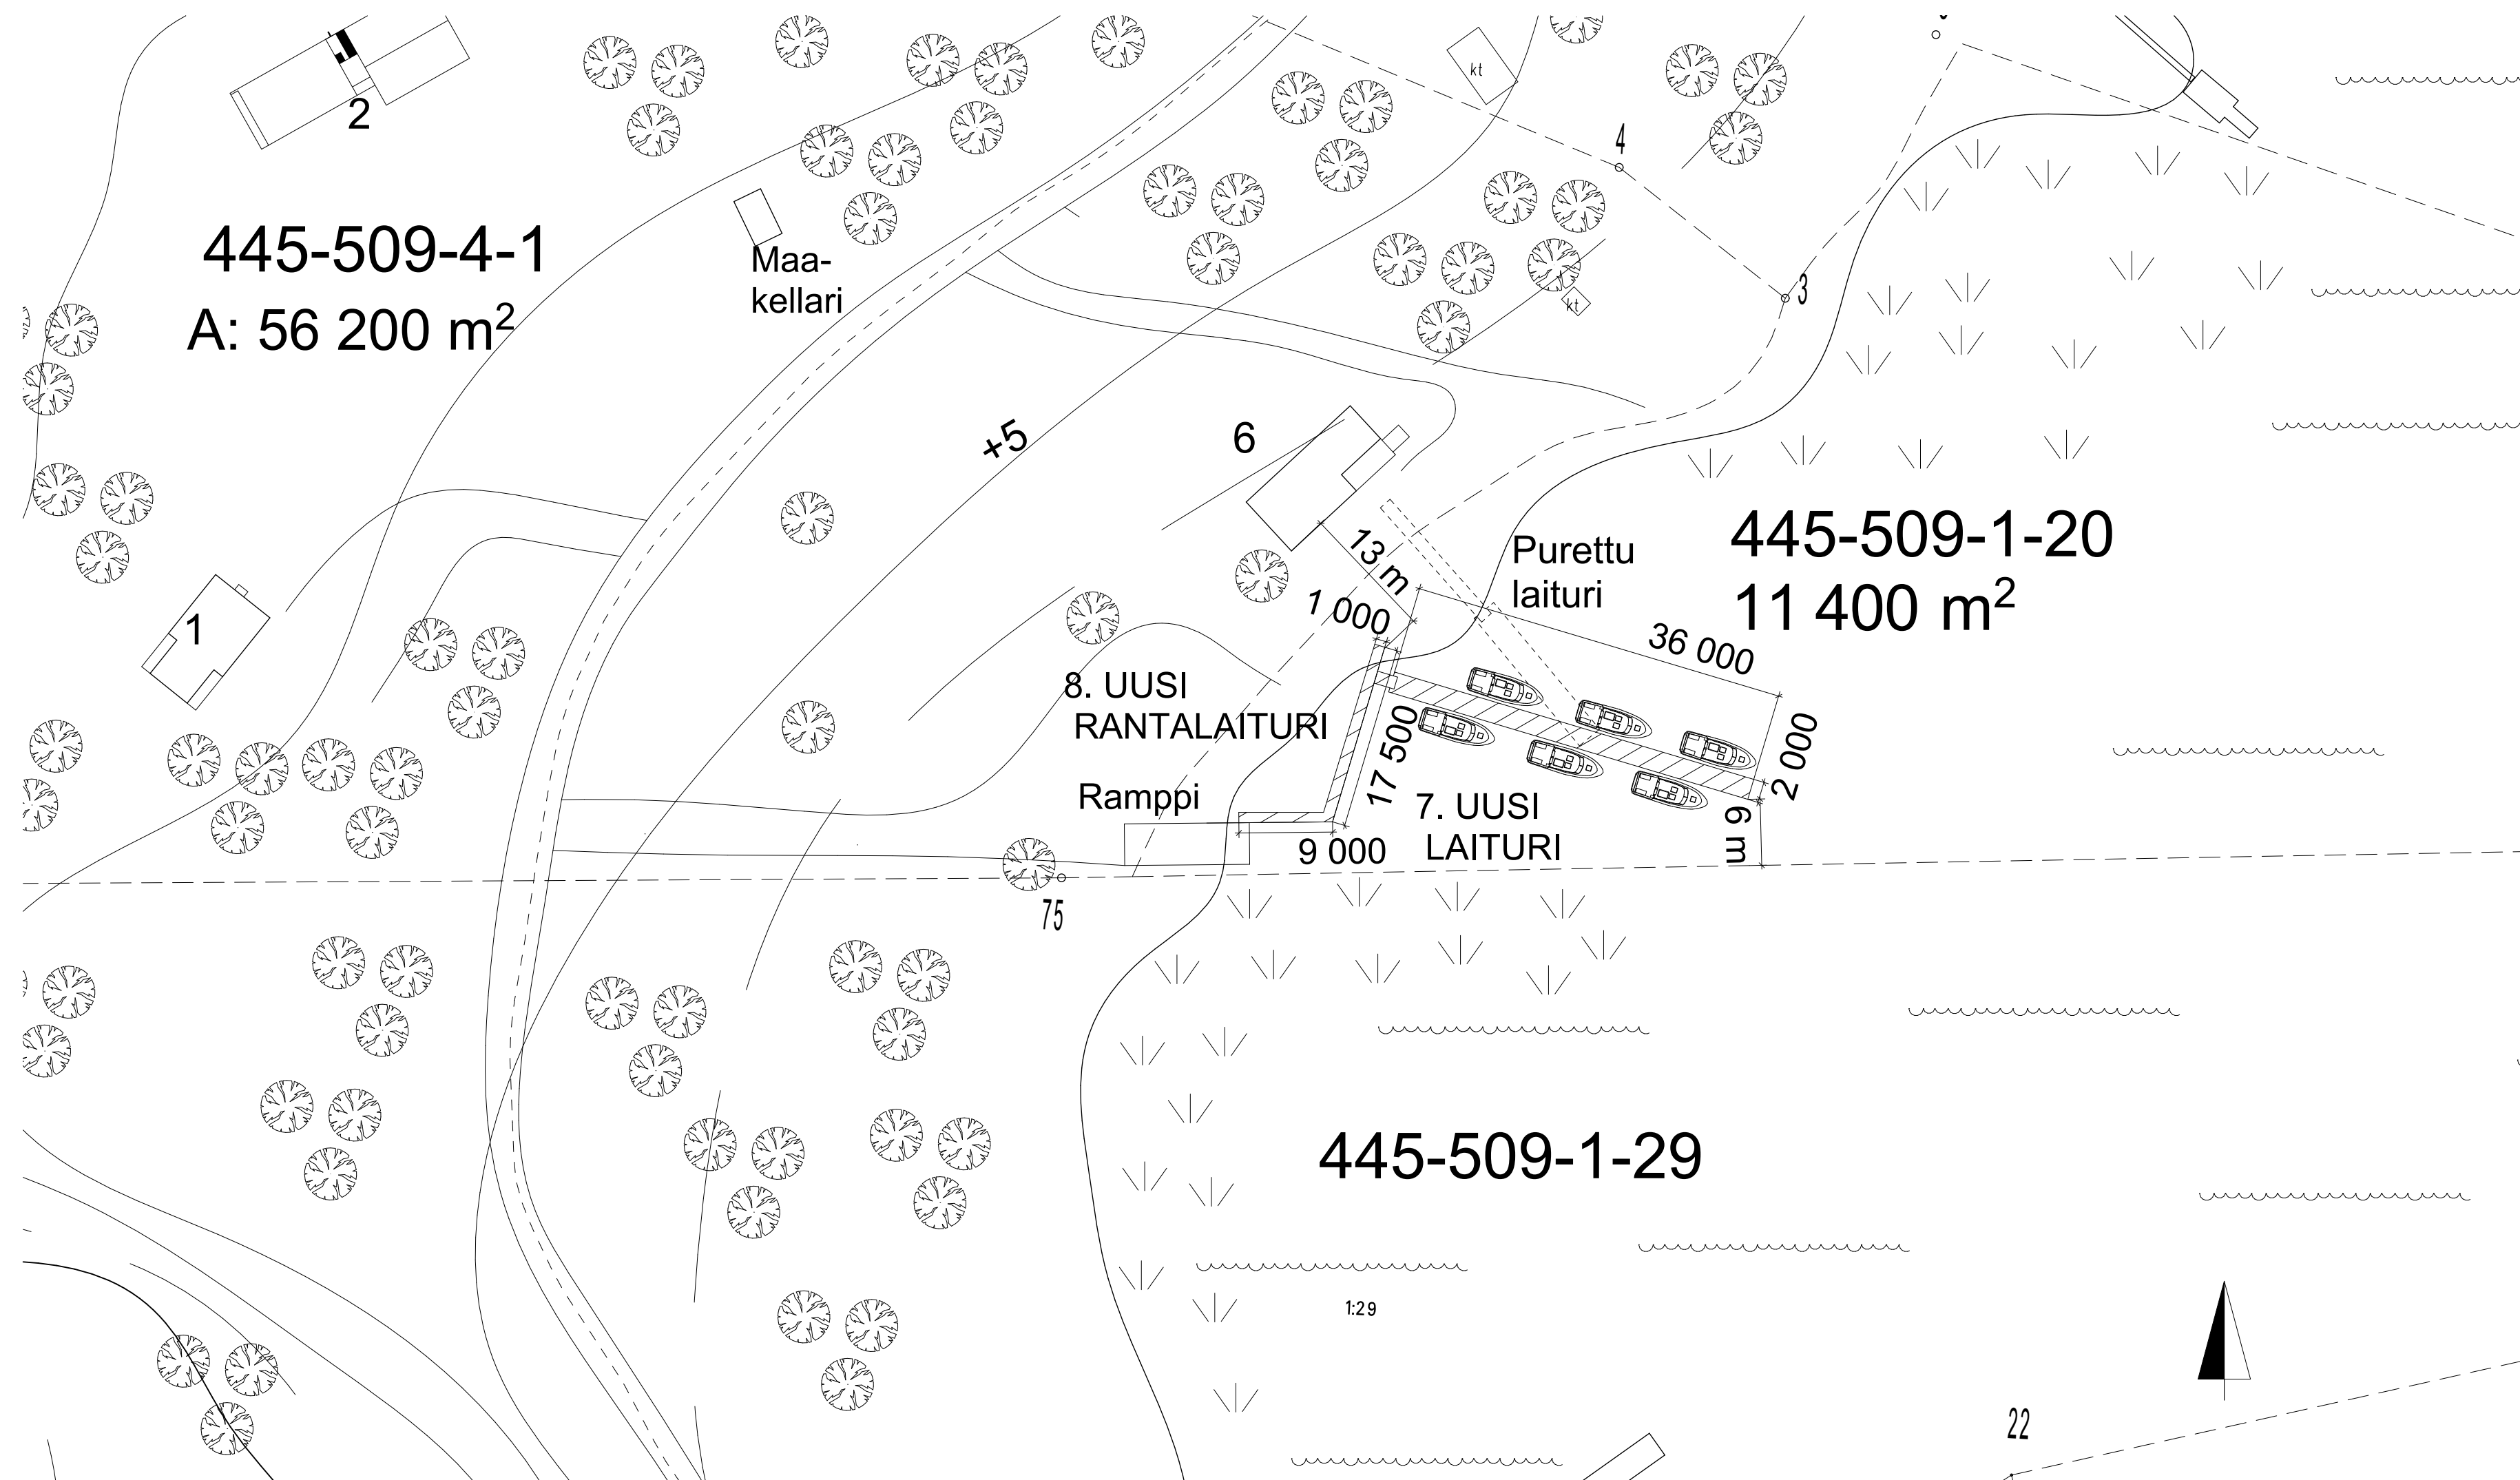 2
445-509-4-1
A: 56 200 m²
Maa-
kellari
kt
4
3
kt
+5
6
1
13 m
1 000
Purettu
laituri
445-509-1-20
11 400 m²
36 000
8. UUSI
RANTALAITURI
17 500
2 000
Ramppi
7. UUSI
LAITURI
9 000
6 m
75
445-509-1-29
1:29
22